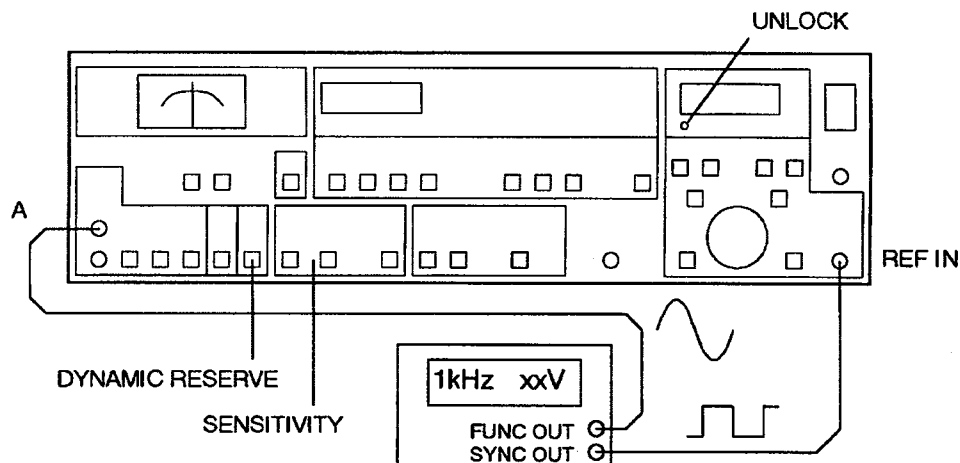 UNLOCK
A
REF IN
DYNAMIC RESERVE
SENSITIVITY
1kHz xxV
FUNC OUT
SYNC OUT